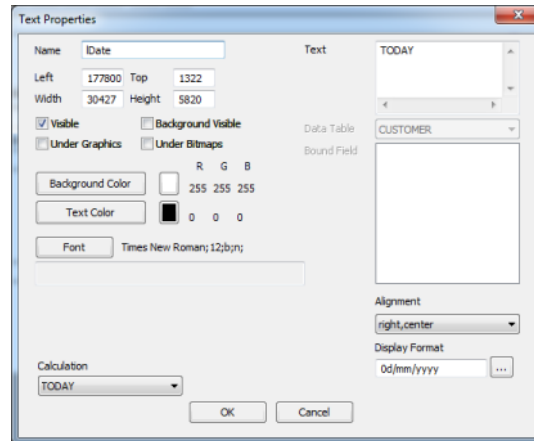 Text Properties
Name lDate Text TODAY
Left 177800 Top 1322
Width 30427 Height 5820
Visible Background Visible Data Table CUSTOMER
Under Graphics Under Bitmaps Bound Field
R G B
Background Color 255 255 255
Text Color 0 0 0
Font Times New Roman;12;b;n;
Alignment
right,center
Display Format
0d/mm/yyyy ...
Calculation
TODAY
OK Cancel